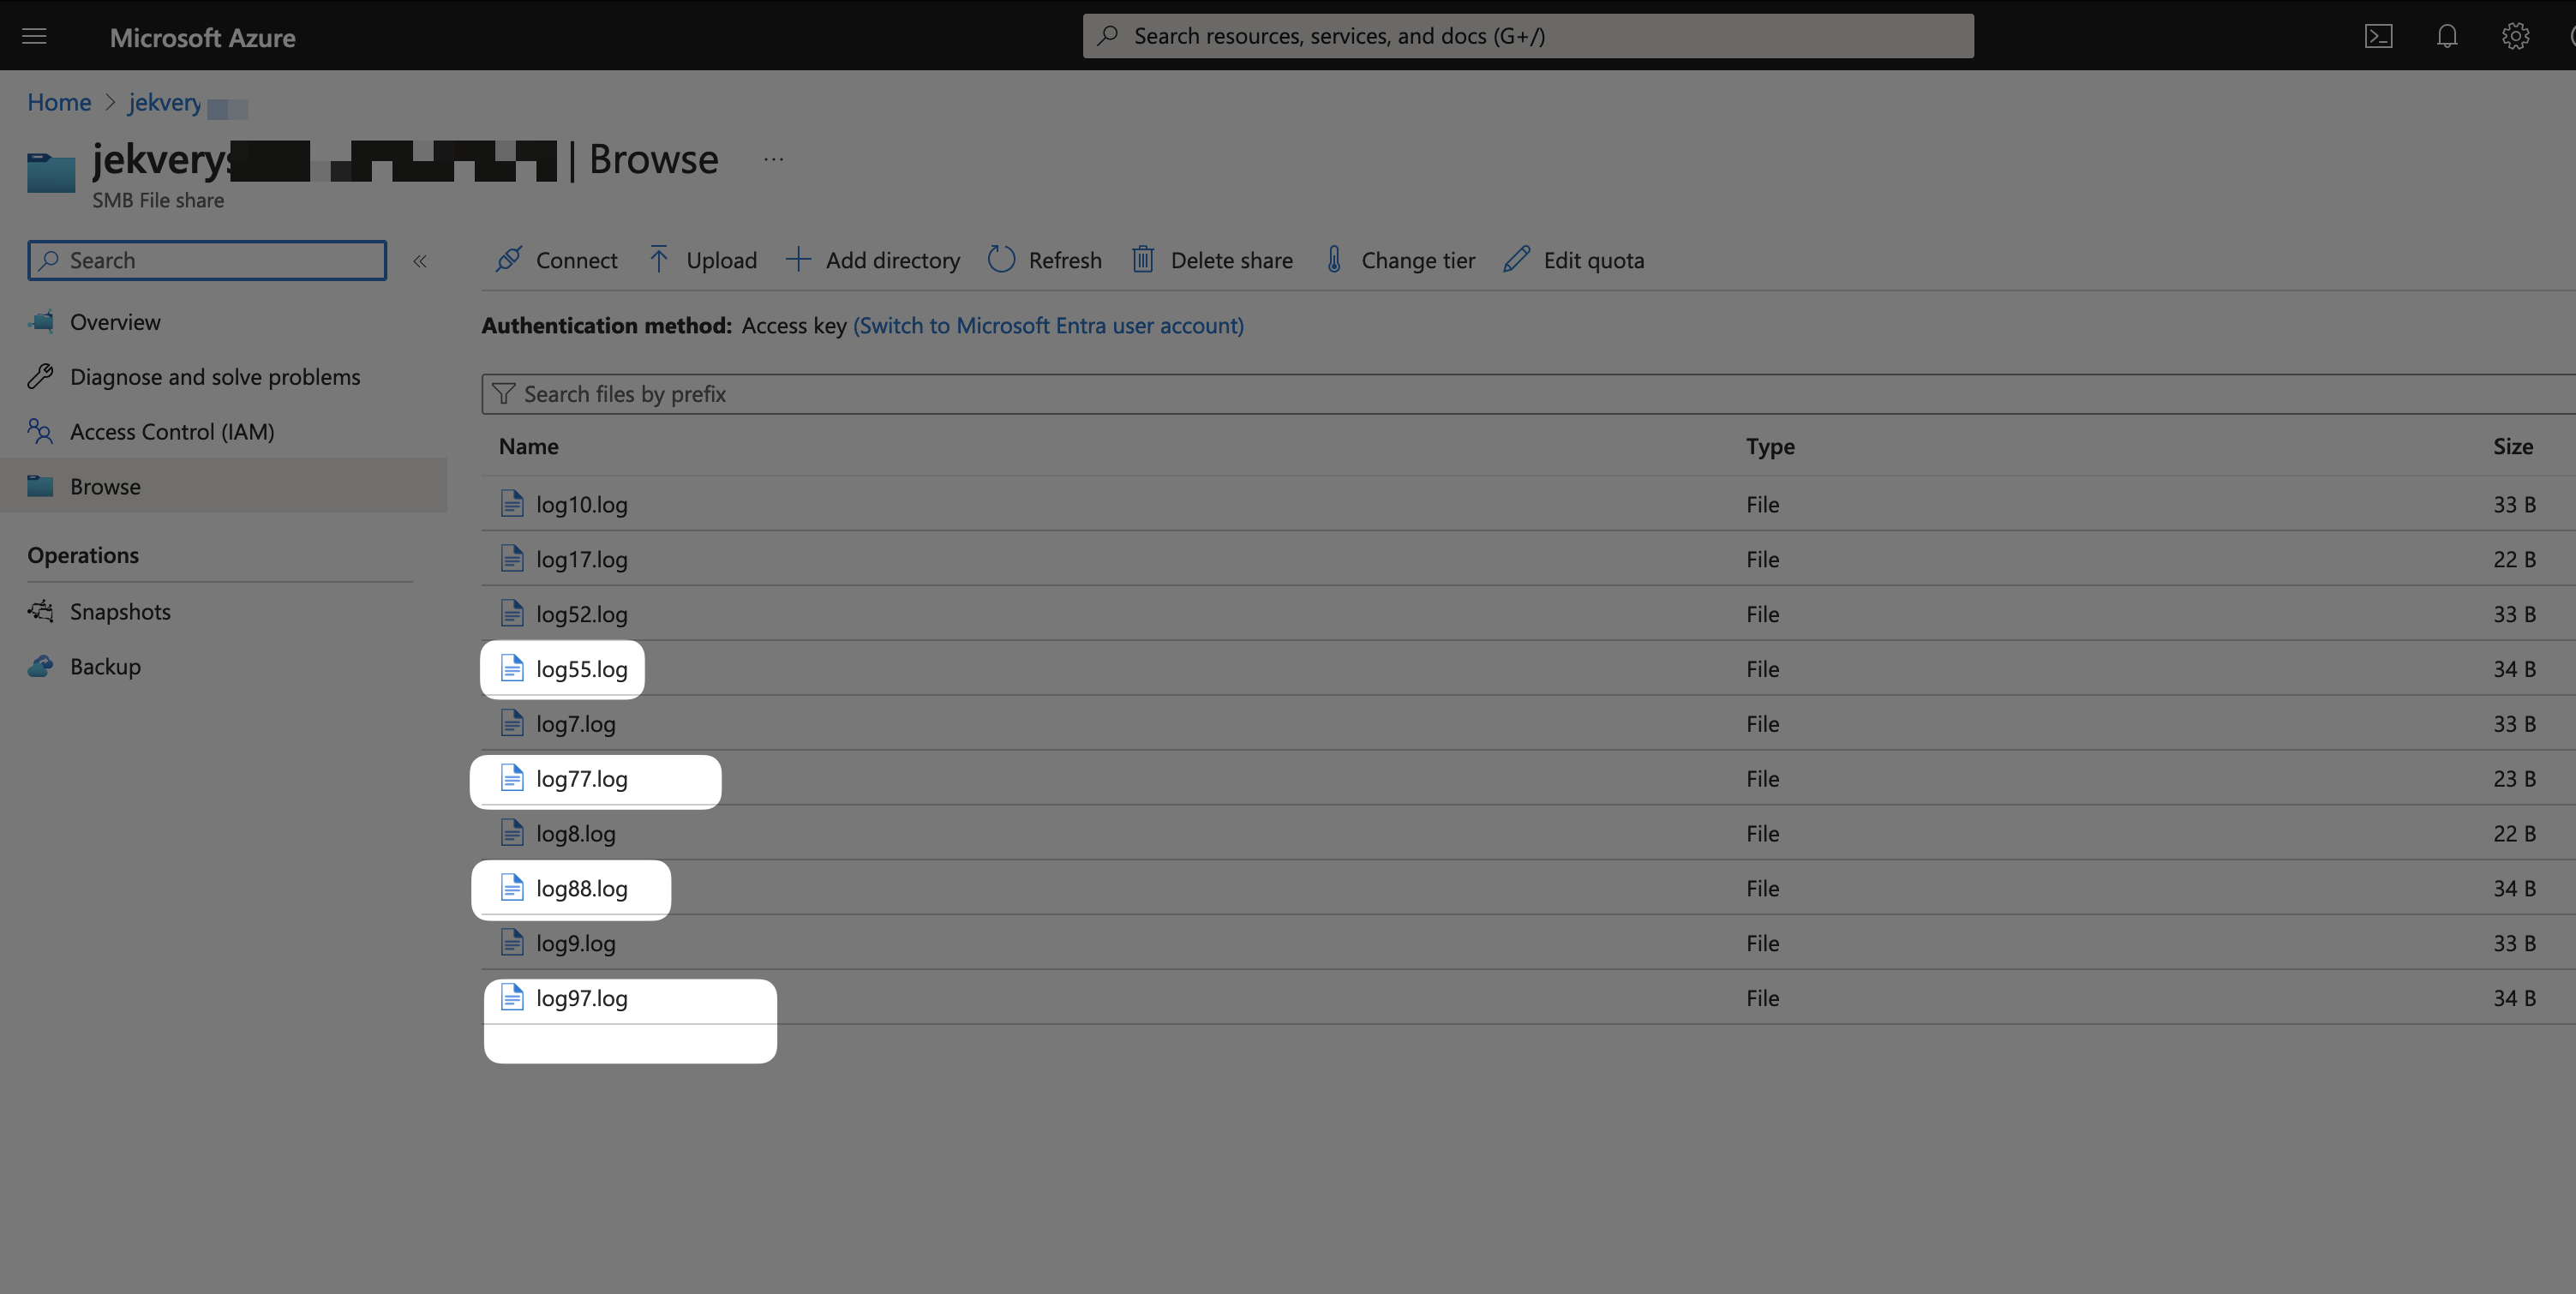 Microsoft Azure
Search resources, services, and docs (G+/)
Home > jekvery
jekverys | Browse ...
SMB File share
Search «
Connect Upload Add directory Refresh Delete share Change tier Edit quota
Overview
Diagnose and solve problems
Access Control (IAM)
Browse
Operations
Snapshots
Backup
Authentication method: Access key (Switch to Microsoft Entra user account)
Search files by prefix
Name Type Size
log10.log File 33 B
log17.log File 22 B
log52.log File 33 B
log55.log File 34 B
log7.log File 33 B
log77.log File 23 B
log8.log File 22 B
log88.log File 34 B
log9.log File 33 B
log97.log File 34 B